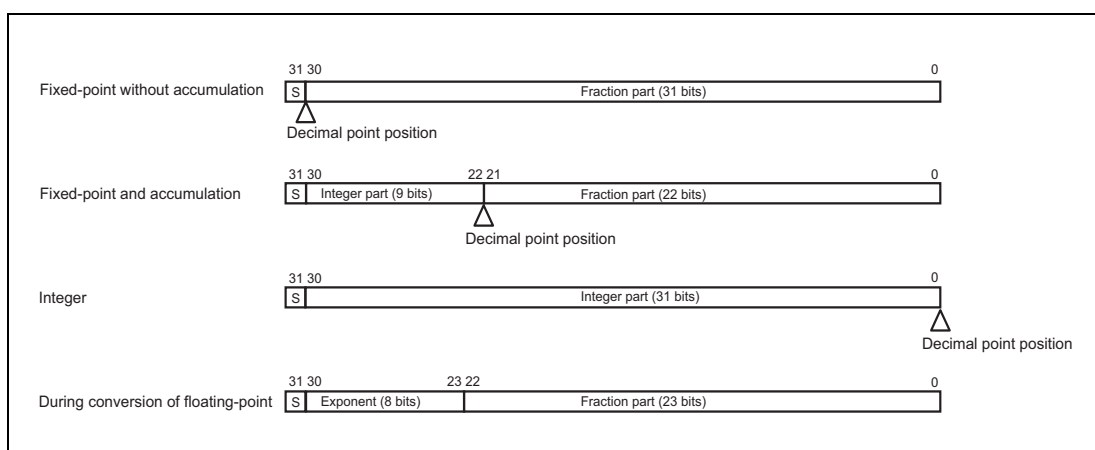 31 30 0
Fixed-point without accumulation S Fraction part (31 bits)
Decimal point position
31 30 22 21 0
Fixed-point and accumulation S Integer part (9 bits) Fraction part (22 bits)
Decimal point position
31 30 0
Integer S Integer part (31 bits)
Decimal point position
31 30 23 22 0
During conversion of floating-point S Exponent (8 bits) Fraction part (23 bits)